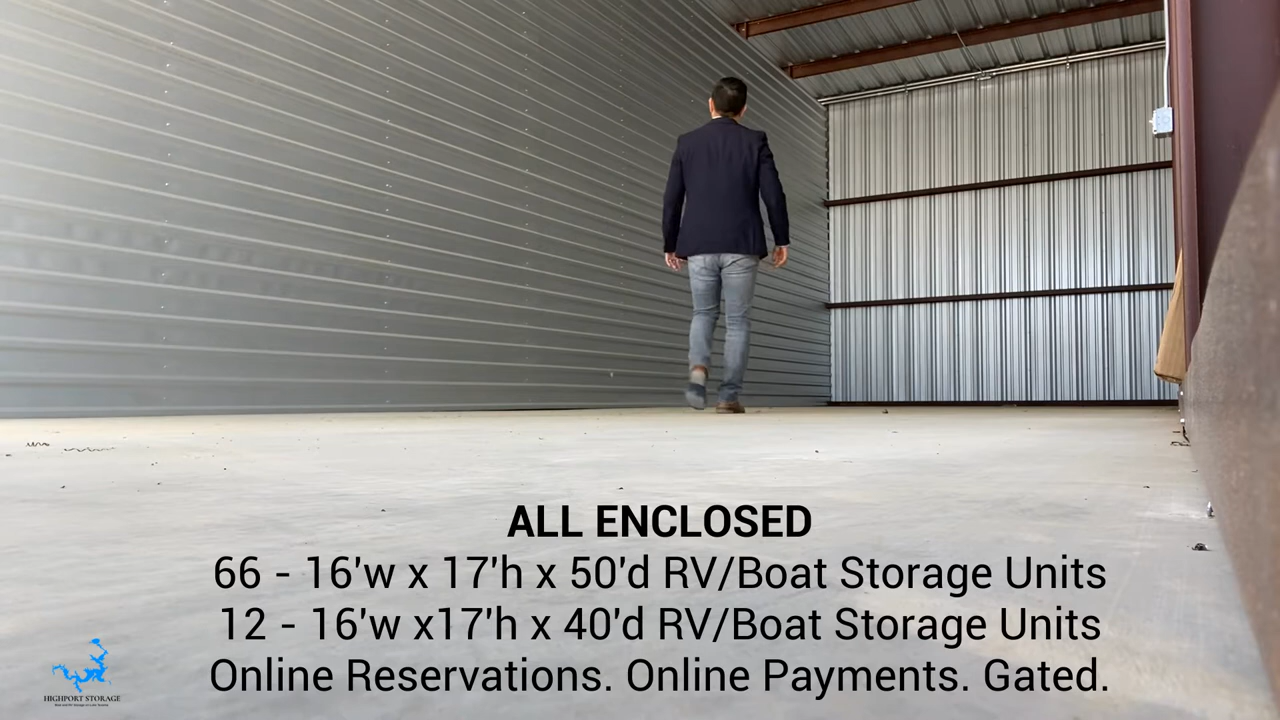 ALL ENCLOSED
66 - 16'w x 17'h x 50'd RV/Boat Storage Units
12 - 16'w x17'h x 40'd RV/Boat Storage Units
Online Reservations. Online Payments. Gated.
HIGHPORT STORAGE